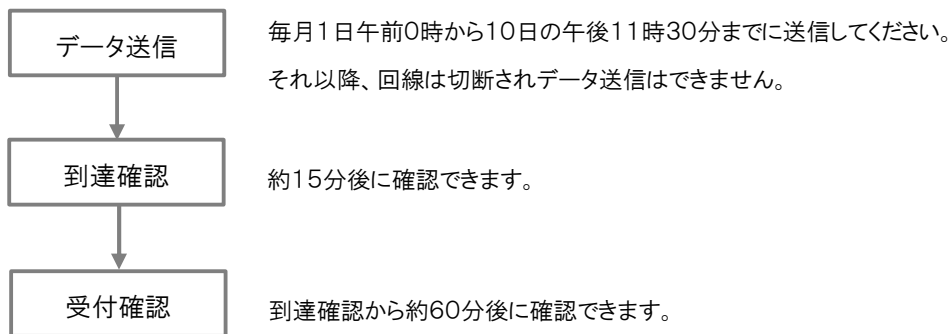 データ送信
毎月1日午前0時から10日の午後11時30分までに送信してください。
それ以降、回線は切断されデータ送信はできません。
到達確認
約15分後に確認できます。
受付確認
到達確認から約60分後に確認できます。